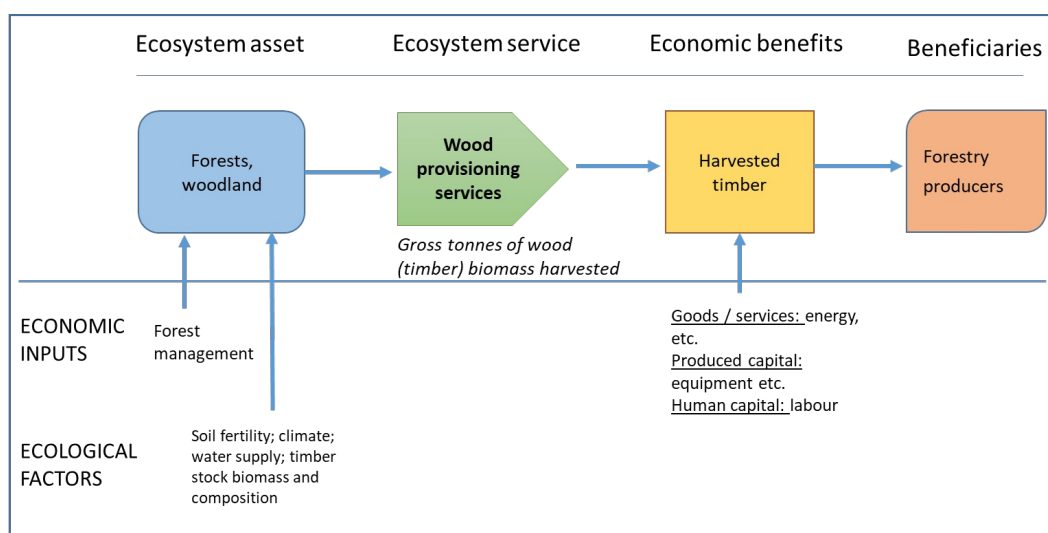 Ecosystem asset
Ecosystem service
Economic benefits
Beneficiaries
Forests,
woodland
Wood
provisioning
services
Harvested
timber
Forestry
producers
Gross tonnes of wood
(timber) biomass harvested
ECONOMIC
INPUTS
Forest
management
Goods / services: energy,
etc.
Produced capital:
equipment etc.
Human capital: labour
ECOLOGICAL
FACTORS
Soil fertility; climate;
water supply; timber
stock biomass and
composition